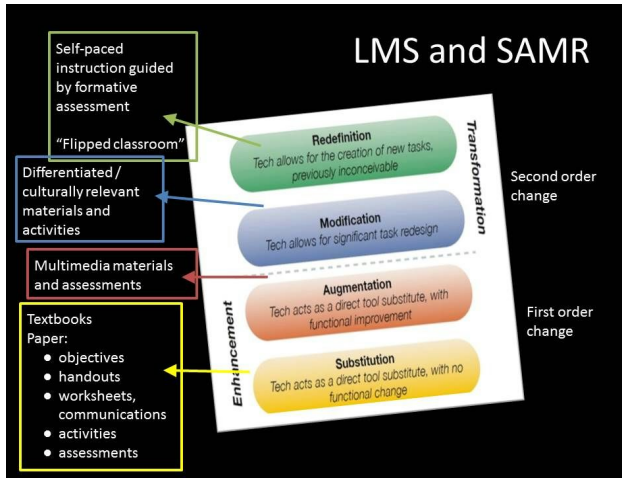 LMS and SAMR
Self-paced
instruction guided
by formative
assessment
“Flipped classroom”
Differentiated /
culturally relevant
materials and
activities
Multimedia materials
and assessments
Textbooks
Paper:
● objectives
● handouts
● worksheets,
communications
● activities
● assessments
Redefinition
Tech allows for the creation of new tasks,
previously inconceivable
Modification
Tech allows for significant task redesign
Augmentation
Tech acts as a direct tool substitute, with
functional improvement
Substitution
Tech acts as a direct tool substitute, with no
functional change
Transformation
Enhancement
Second order
change
First order
change